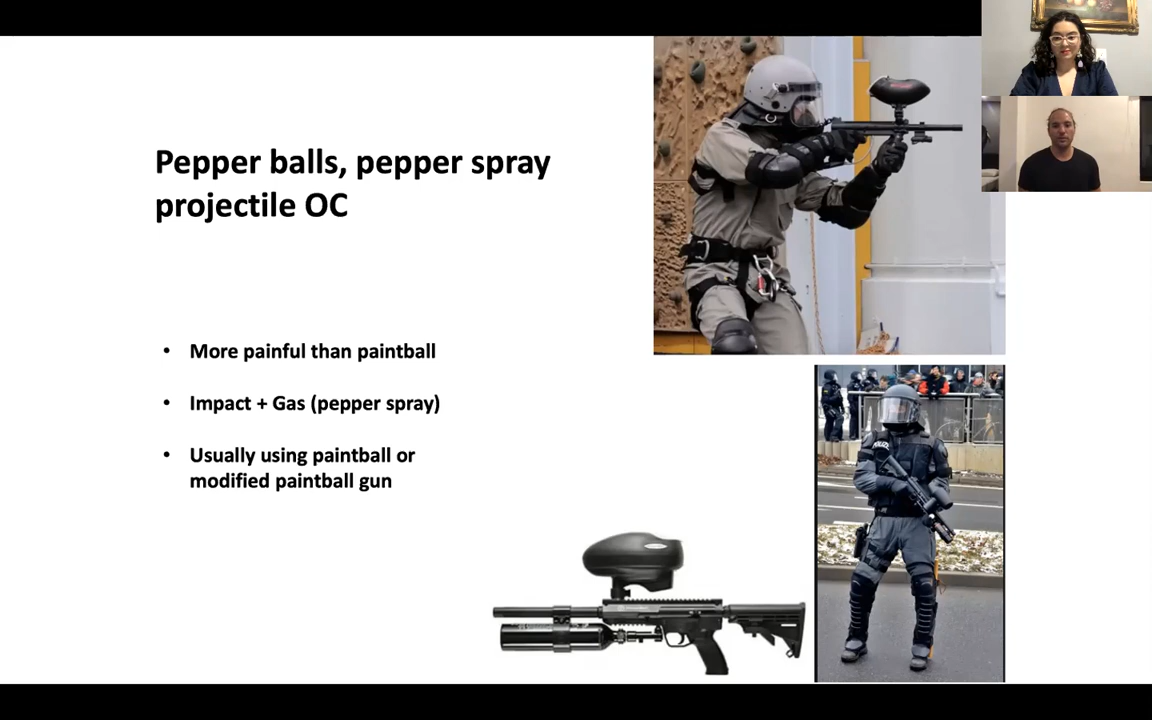 Pepper balls, pepper spray
projectile OC
• More painful than paintball
• Impact + Gas (pepper spray)
• Usually using paintball or
modified paintball gun
POLIZEI